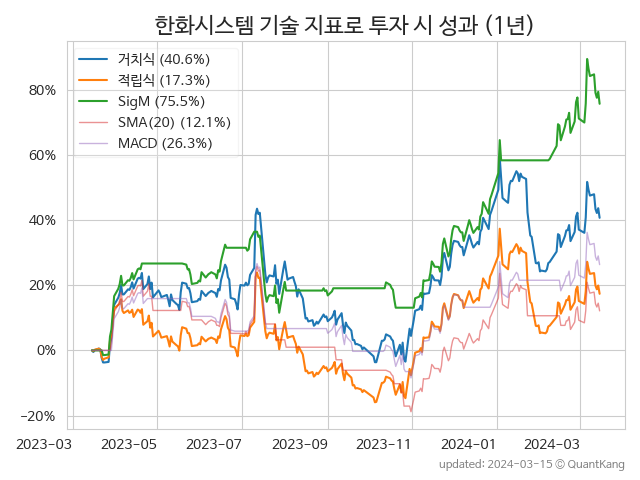 한화시스템 기술 지표로 투자 시 성과 (1년)
거치식 (40.6%)
적립식 (17.3%)
SigM (75.5%)
SMA(20) (12.1%)
MACD (26.3%)
80%
60%
40%
20%
0%
−20%
2023-03 2023-05 2023-07 2023-09 2023-11 2024-01 2024-03
updated: 2024-03-15 © QuantKang